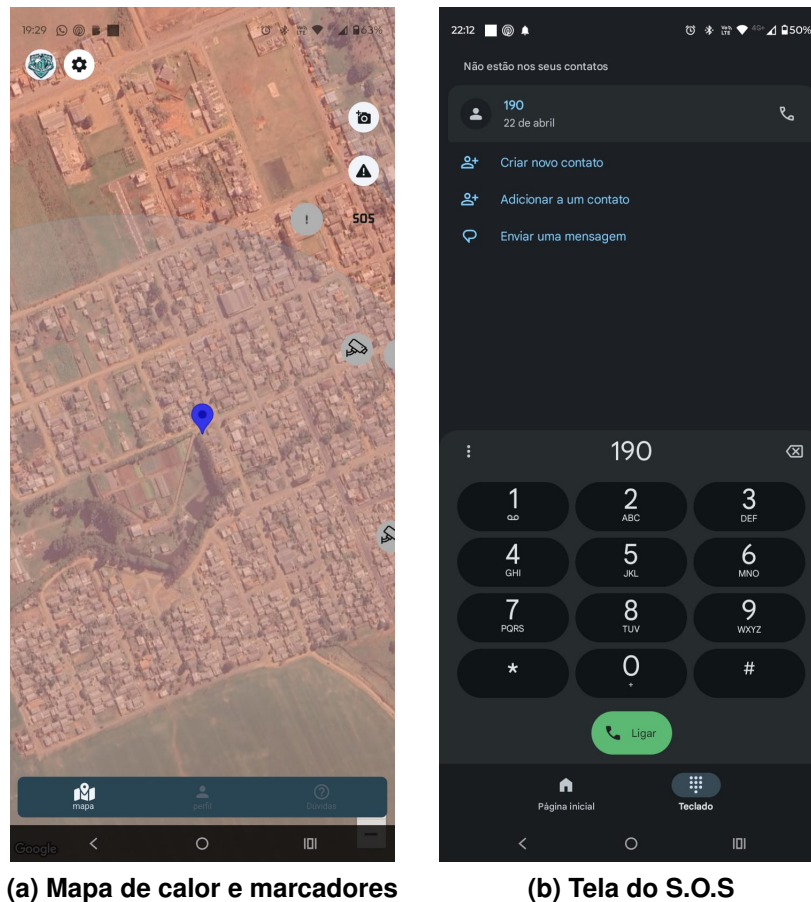 19:29
63%
SOS
mapa
perfil
Dúvidas
Google
(a) Mapa de calor e marcadores
22:12
4G+
50%
Não estão nos seus contatos
190
22 de abril
Criar novo contato
Adicionar a um contato
Enviar uma mensagem
190
1
2
ABC
3
DEF
4
GHI
5
JKL
6
MNO
7
PQRS
8
TUV
9
WXYZ
*
0
+
#
Ligar
Página inicial
Teclado
(b) Tela do S.O.S